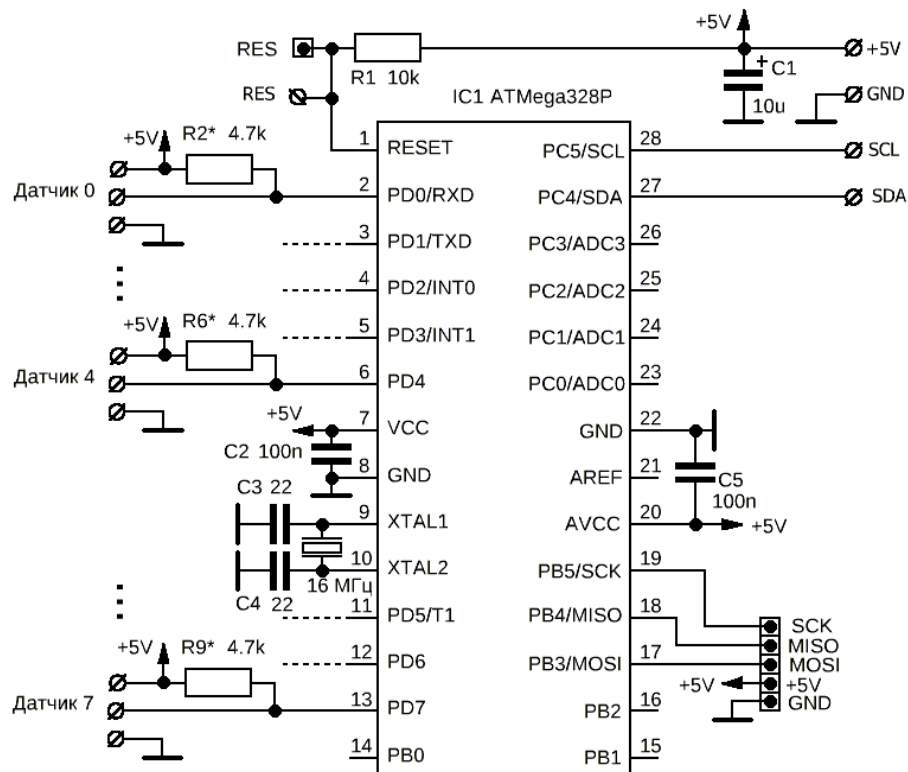 RES
R1 10k
+5V
C1
10u
+5V
GND
RES
IC1 ATMega328P
+5V
R2* 4.7k
Датчик 0
1 RESET
2 PD0/RXD
3 PD1/TXD
4 PD2/INT0
5 PD3/INT1
6 PD4
7 VCC
8 GND
9 XTAL1
10 XTAL2
11 PD5/T1
12 PD6
13 PD7
14 PB0
PC5/SCL 28
PC4/SDA 27
PC3/ADC3 26
PC2/ADC2 25
PC1/ADC1 24
PC0/ADC0 23
GND 22
AREF 21
AVCC 20
PB5/SCK 19
PB4/MISO 18
PB3/MOSI 17
PB2 16
PB1 15
SCL
SDA
+5V
R6* 4.7k
Датчик 4
+5V
C2 100n
C3 22
C4 22
16 МГц
C5
100n
+5V
+5V
R9* 4.7k
Датчик 7
SCK
MISO
MOSI
+5V
+5V
GND